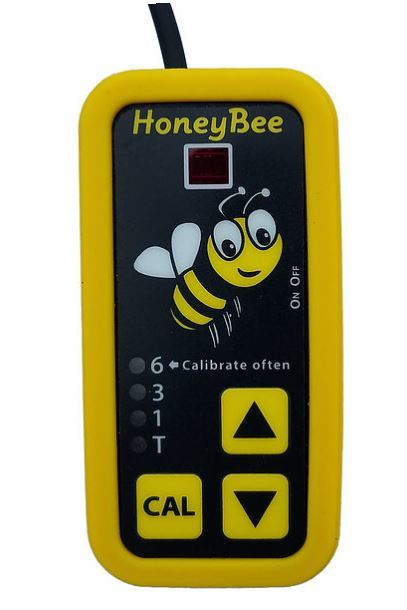 HoneyBee
ON OFF
6 Calibrate often
3
1
T
CAL